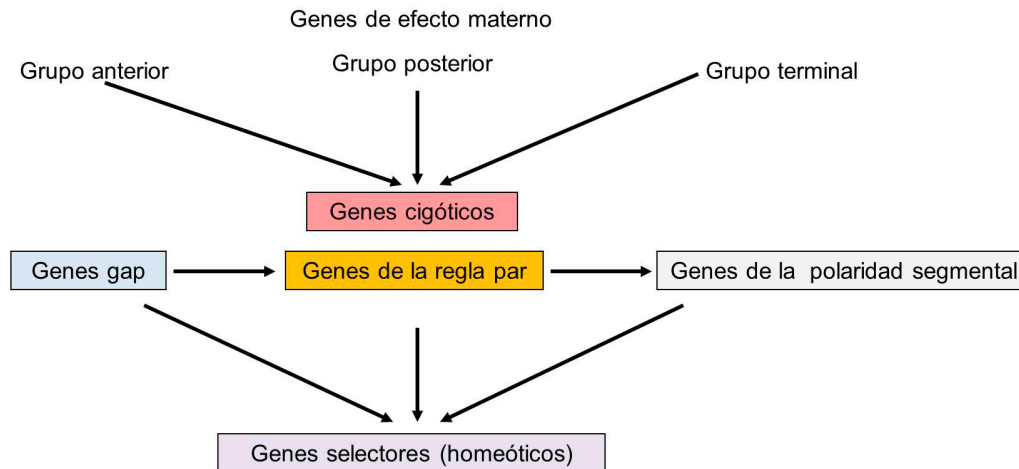 Genes de efecto materno
Grupo anterior
Grupo posterior
Grupo terminal
Genes cigóticos
Genes gap
Genes de la regla par
Genes de la polaridad segmental
Genes selectores (homeóticos)